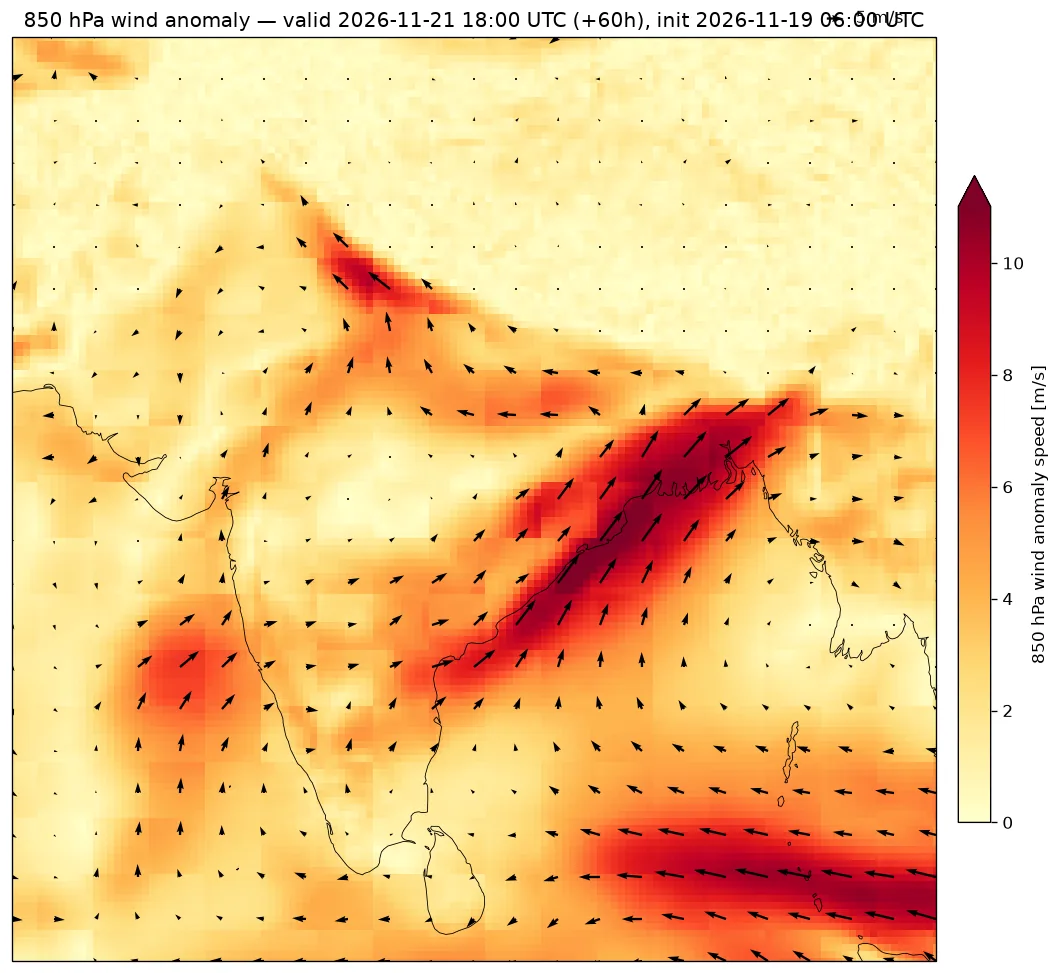 850 hPa wind anomaly — valid 2026-11-21 18:00 UTC (+60h), init 2026-11-19 06:00 UTC
5 m/s
10
8
6
4
2
0
850 hPa wind anomaly speed [m/s]